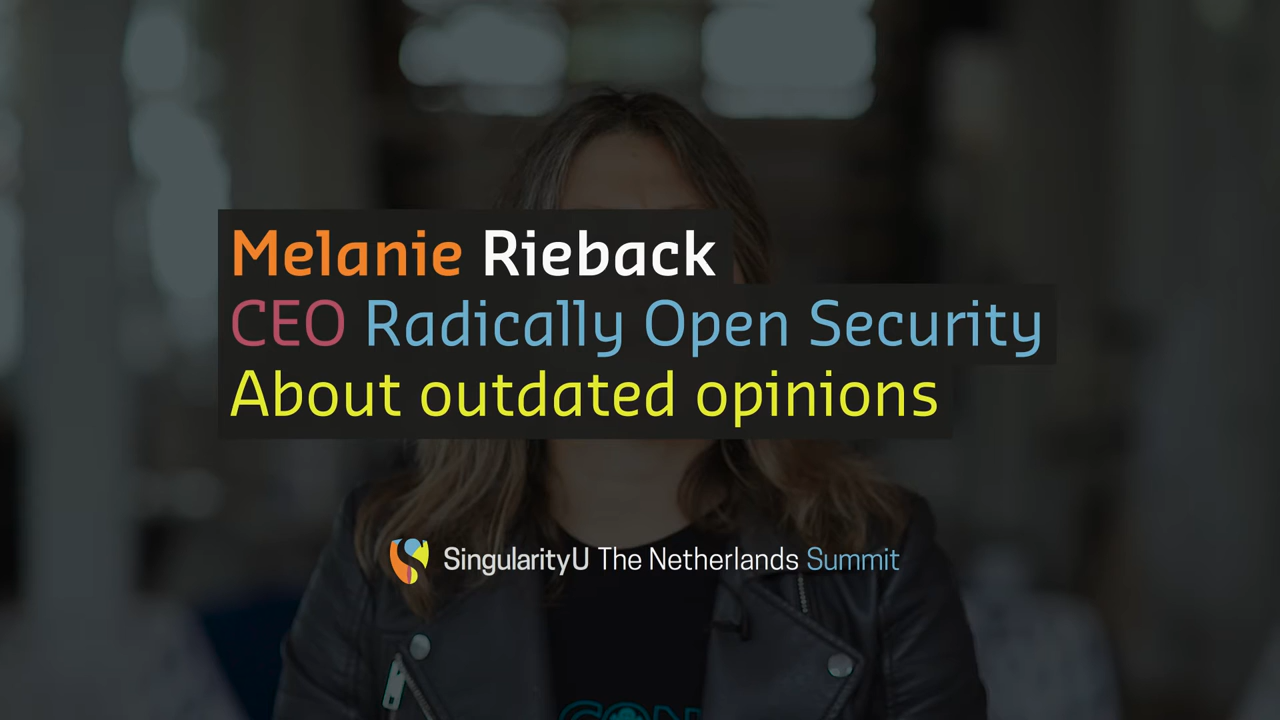 Melanie Rieback
CEO Radically Open Security
About outdated opinions
SingularityU The Netherlands Summit